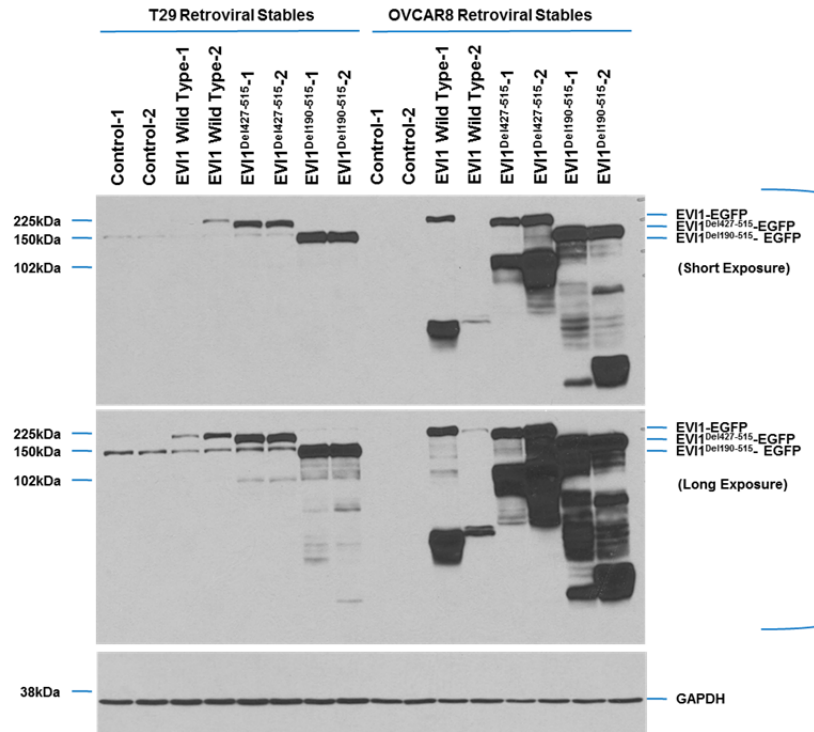 T29 Retroviral Stables
OVCAR8 Retroviral Stables
Control-1
Control-2
EVI1 Wild Type-1
EVI1 Wild Type-2
EVI1Del427-515-1
EVI1Del427-515-2
EVI1Del190-515-1
EVI1Del190-515-2
Control-1
Control-2
EVI1 Wild Type-1
EVI1 Wild Type-2
EVI1Del427-515-1
EVI1Del427-515-2
EVI1Del190-515-1
EVI1Del190-515-2
225kDa
150kDa
102kDa
EVI1-EGFP
EVI1Del427-515-EGFP
EVI1Del190-515- EGFP
(Short Exposure)
225kDa
150kDa
102kDa
EVI1-EGFP
EVI1Del427-515-EGFP
EVI1Del190-515- EGFP
(Long Exposure)
38kDa
GAPDH